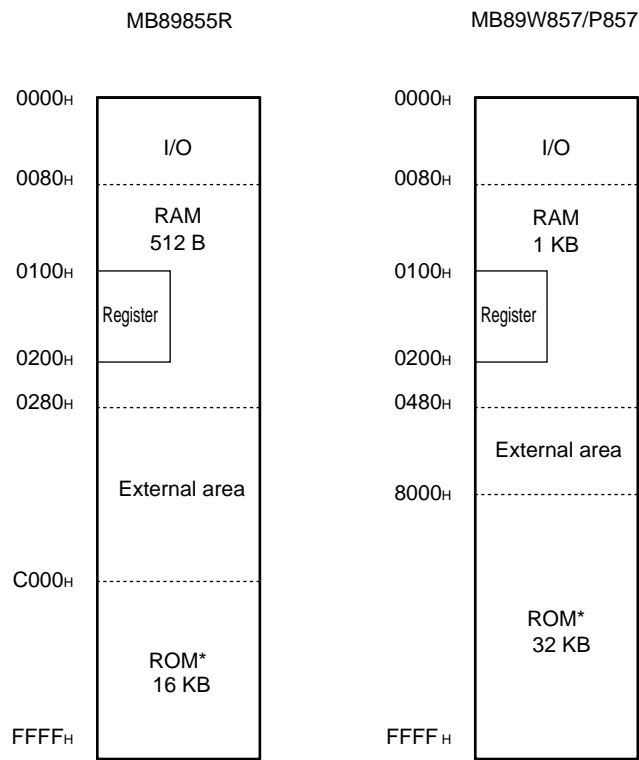 MB89855R
0000H
I/O
0080H
RAM
512 B
0100H
Register
0200H
0280H
External area
C000H
ROM*
16 KB
FFFFH
MB89W857/P857
0000H
I/O
0080H
RAM
1 KB
0100H
Register
0200H
0480H
External area
8000H
ROM*
32 KB
FFFF H